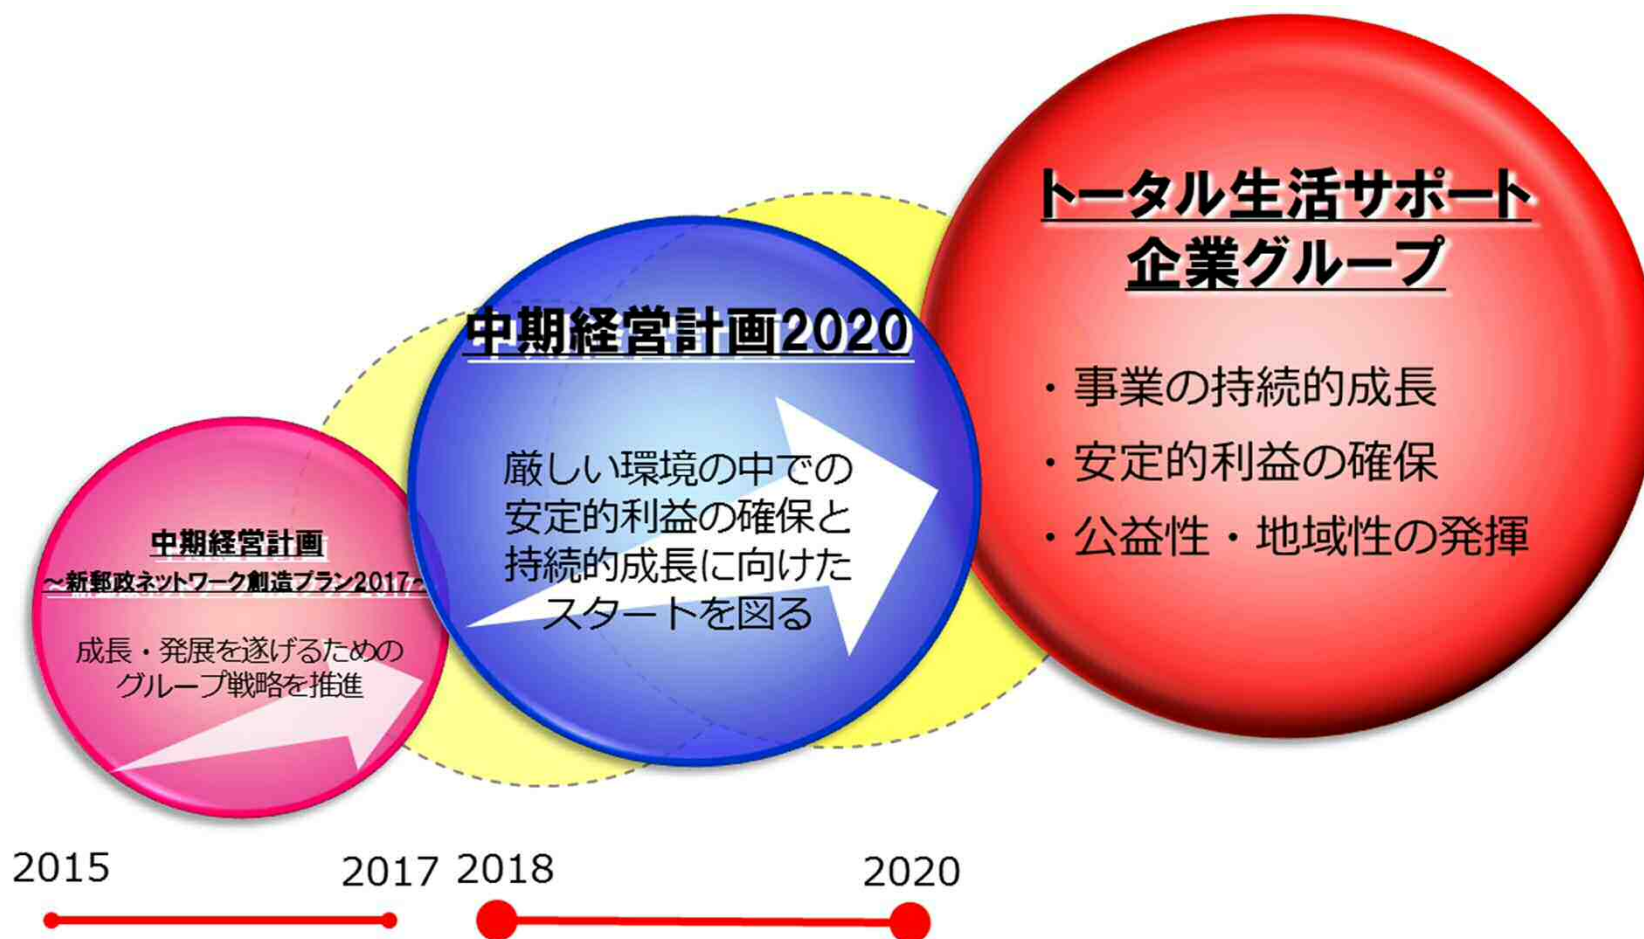 中期経営計画
~新郵政ネットワーク創造プラン2017~
成長・発展を遂げるための
グループ戦略を推進
中期経営計画2020
厳しい環境の中での
安定的利益の確保と
持続的成長に向けた
スタートを図る
トータル生活サポート
企業グループ
・事業の持続的成長
・安定的利益の確保
・公益性・地域性の発揮
2015
2017
2018
2020